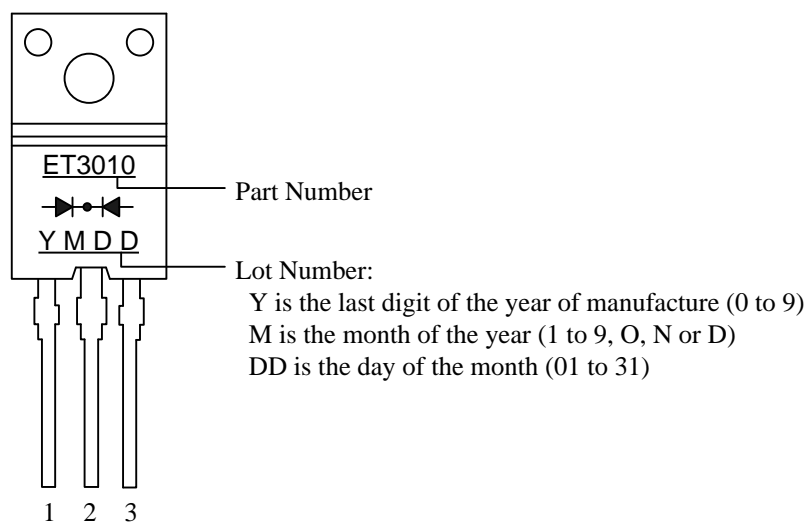 ET3010
Part Number
Y M D D
Lot Number:
Y is the last digit of the year of manufacture (0 to 9)
M is the month of the year (1 to 9, O, N or D)
DD is the day of the month (01 to 31)
1 2 3